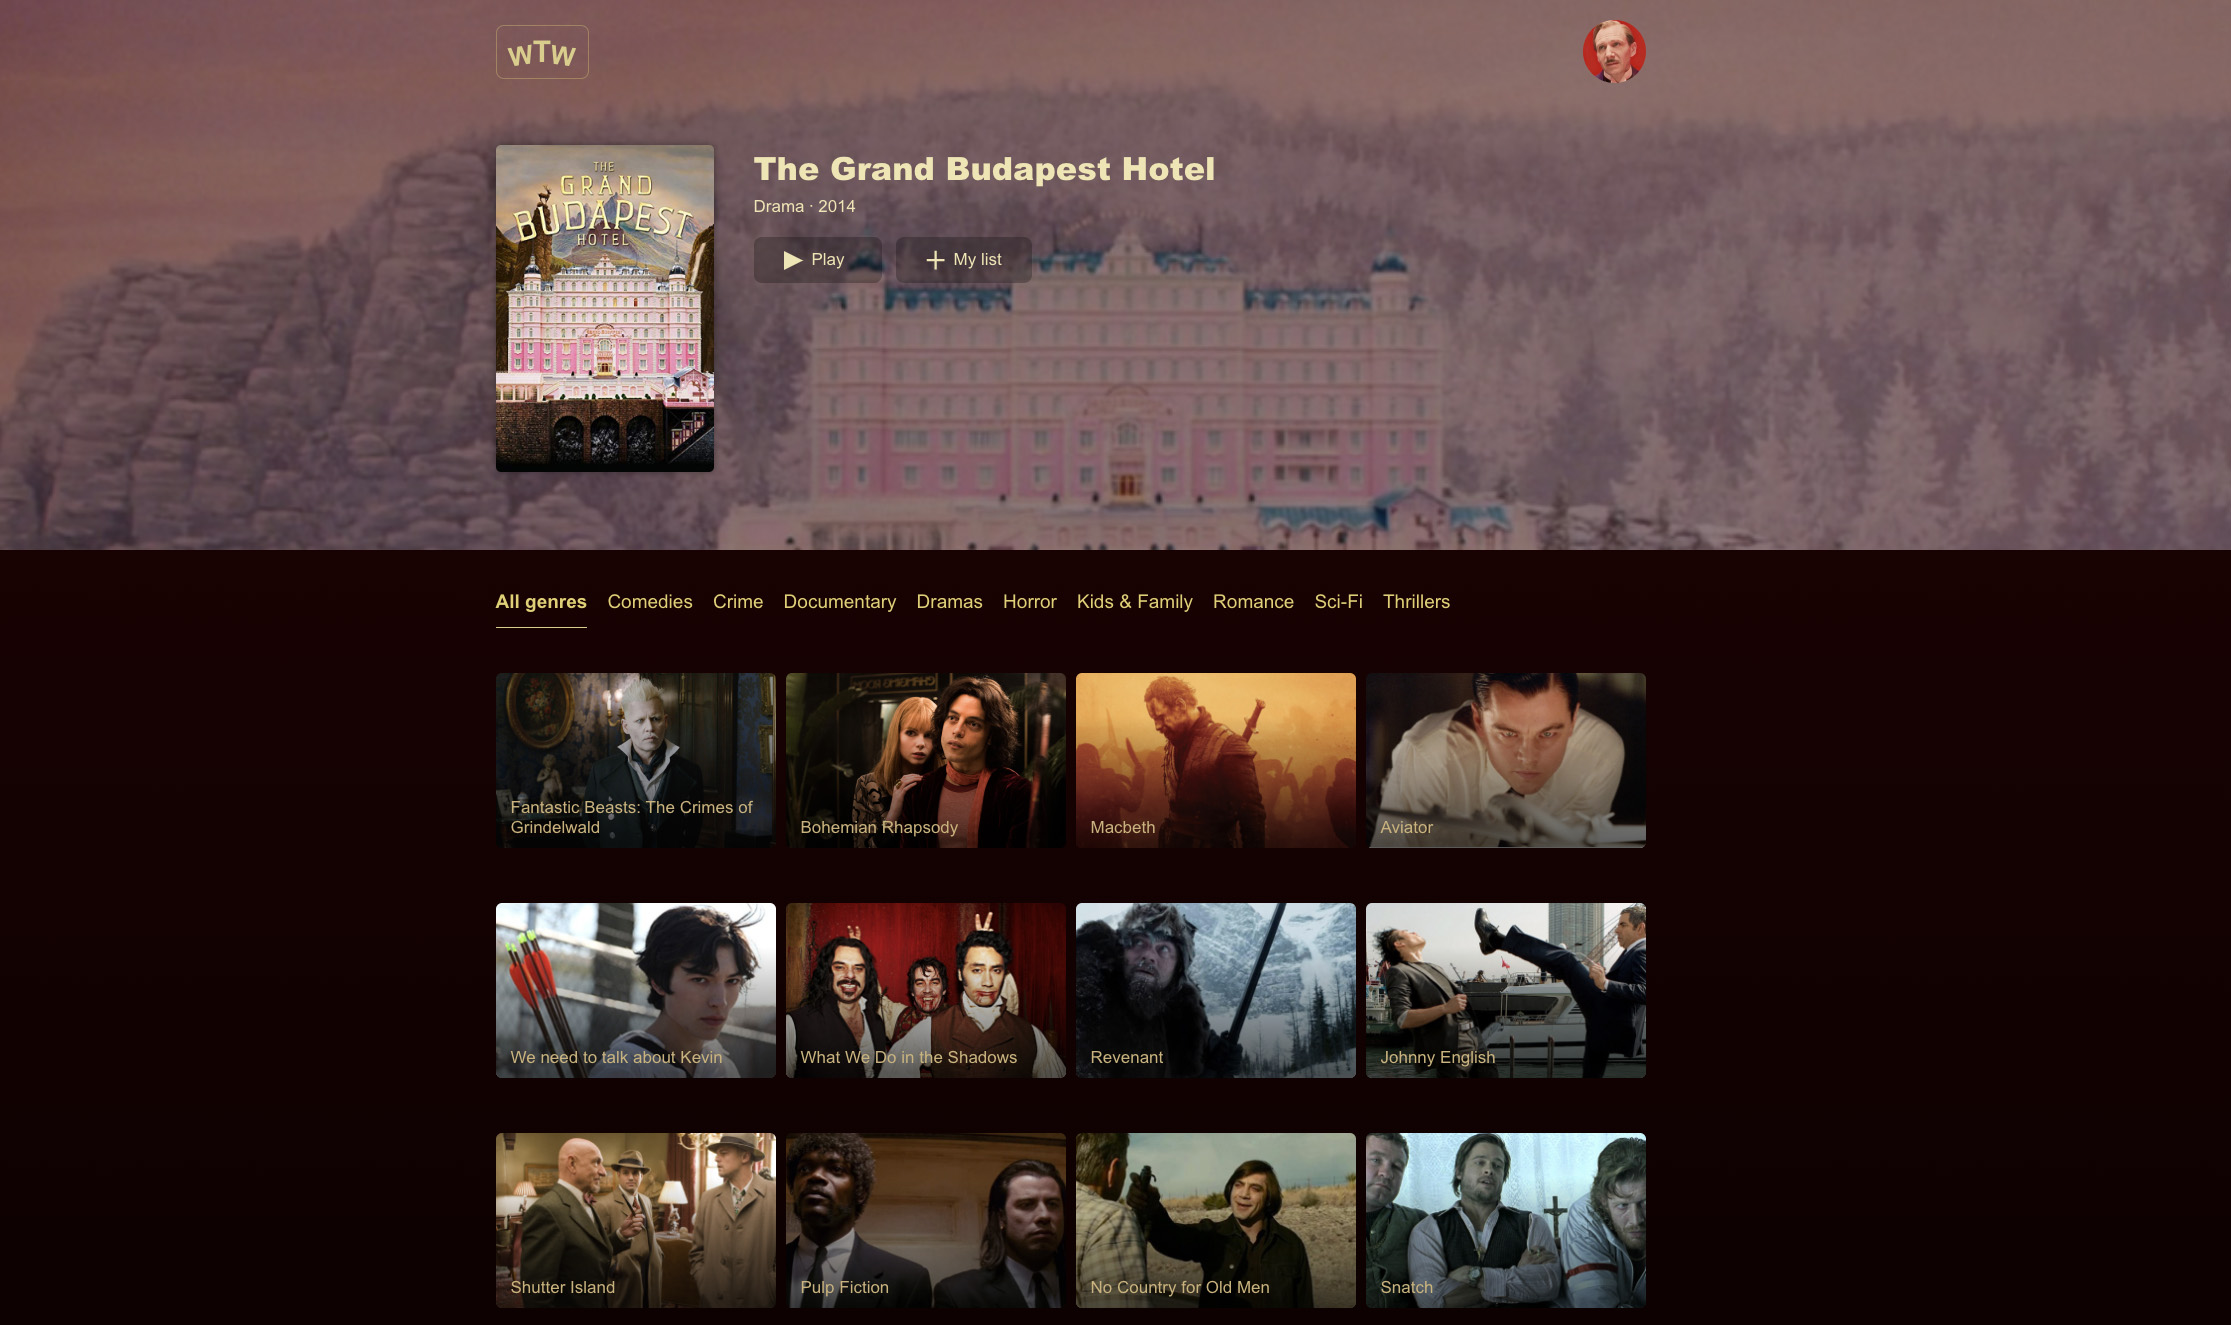 WTW
The Grand Budapest Hotel
Drama · 2014
Play
My list
THE
GRAND
BUDAPEST
HOTEL
All genres Comedies Crime Documentary Dramas Horror Kids & Family Romance Sci-Fi Thrillers
Fantastic Beasts: The Crimes of
Grindelwald
Bohemian Rhapsody
Macbeth
Aviator
We need to talk about Kevin
What We Do in the Shadows
Revenant
Johnny English
Shutter Island
Pulp Fiction
No Country for Old Men
Snatch